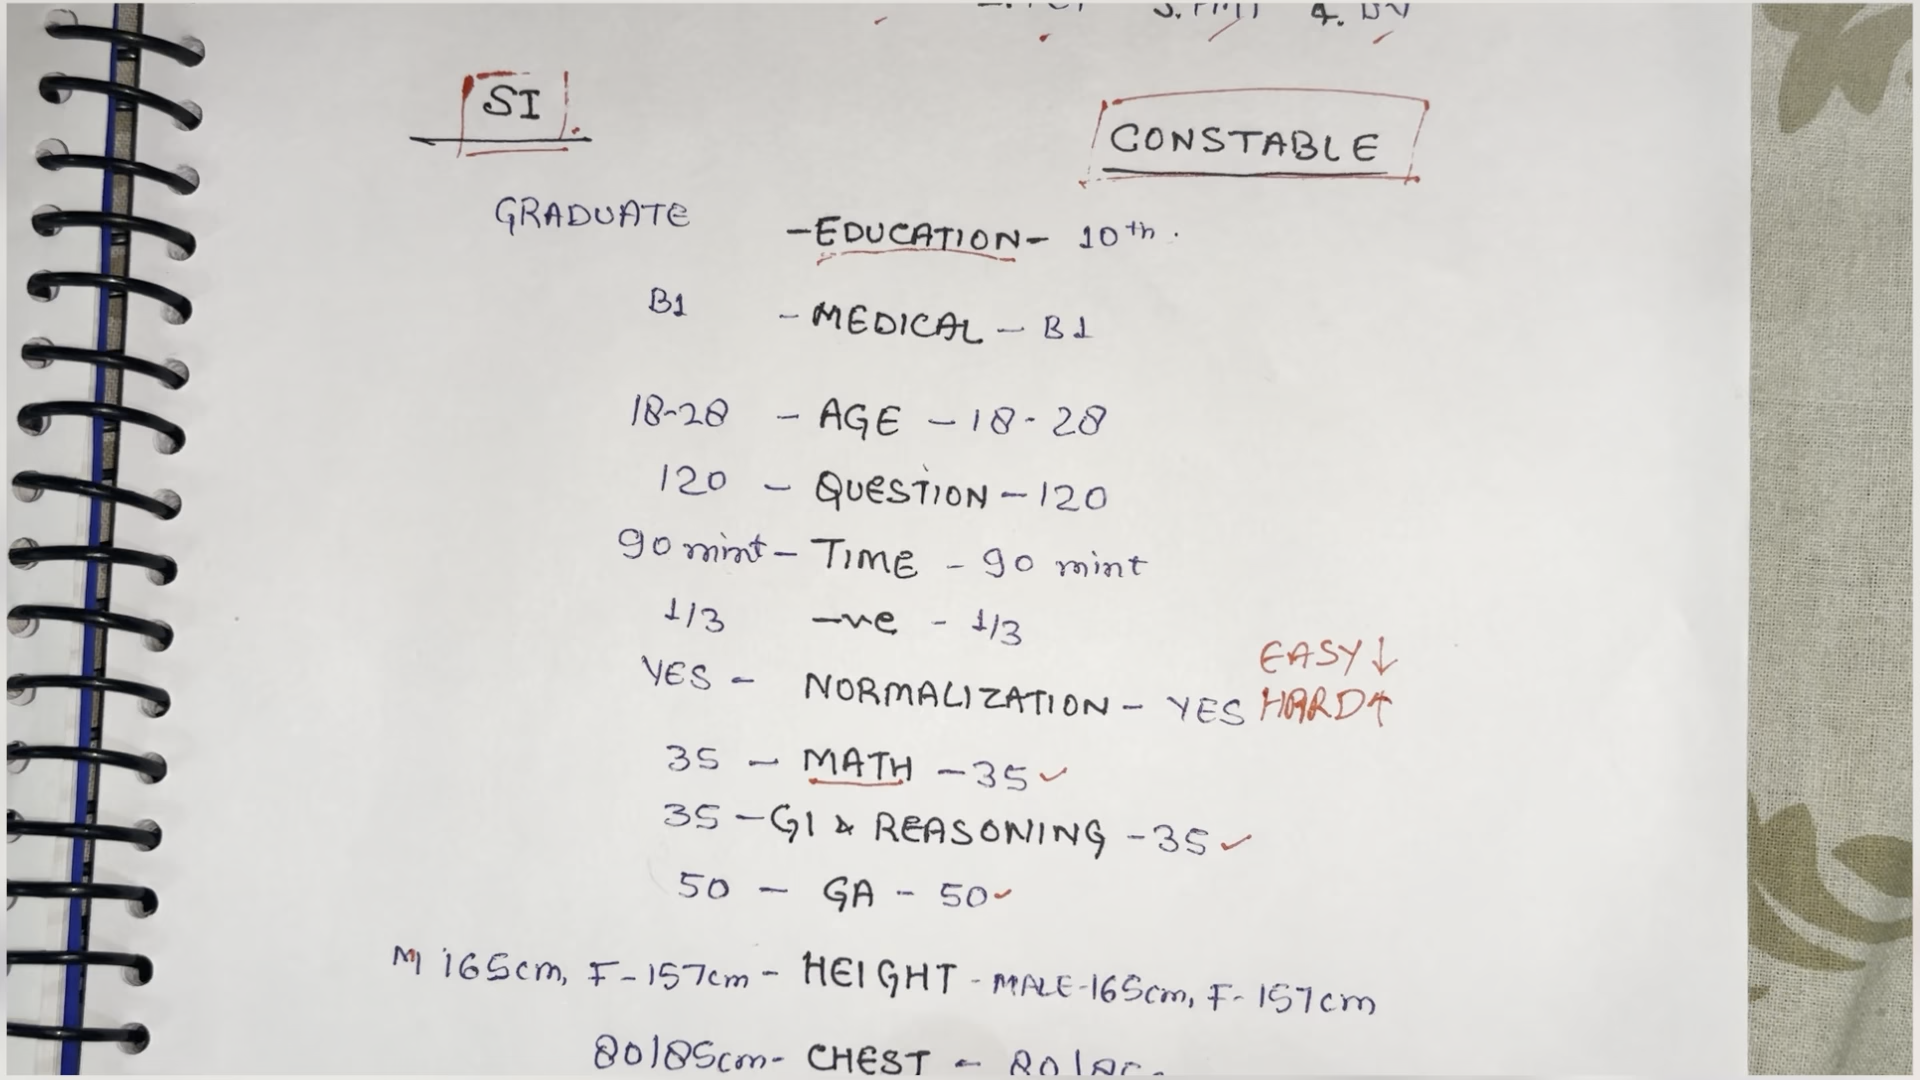 4. DV
SI
CONSTABLE
GRADUATE -EDUCATION- 10th.
B1 - MEDICAL - B1
18-28 - AGE - 18-28
120 - QUESTION - 120
90 mint - TIME - 90 mint
1/3 -ve - 1/3
EASY↓
YES - NORMALIZATION - YES HARD↑
35 - MATH - 35 ✓
35 - GI & REASONING - 35 ✓
50 - GA - 50 ✓
M 165cm, F-157cm - HEIGHT - MALE-165cm, F-157cm
80/85cm - CHEST -